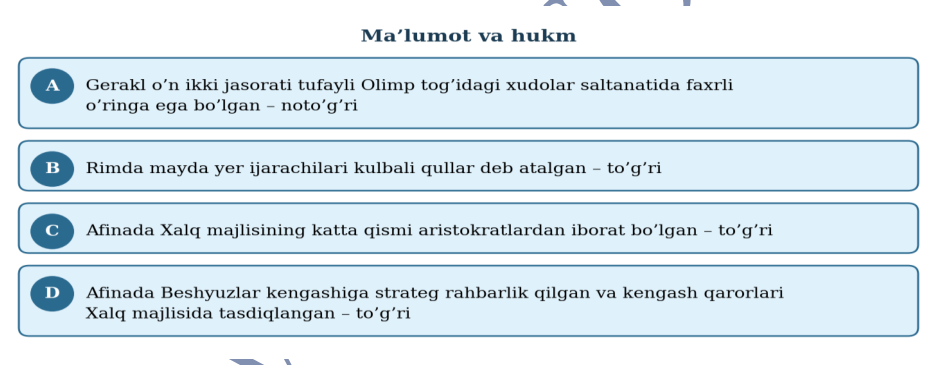 Ma’lumot va hukm
A
Gerakl o’n ikki jasorati tufayli Olimp tog’idagi xudolar saltanatida faxrli
o’ringa ega bo’lgan – noto’g’ri
B
Rimda mayda yer ijarachilari kulbali qullar deb atalgan – to’g’ri
C
Afinada Xalq majlisining katta qismi aristokratlardan iborat bo’lgan – to’g’ri
D
Afinada Beshyuzlar kengashiga strateg rahbarlik qilgan va kengash qarorlari
Xalq majlisida tasdiqlangan – to’g’ri